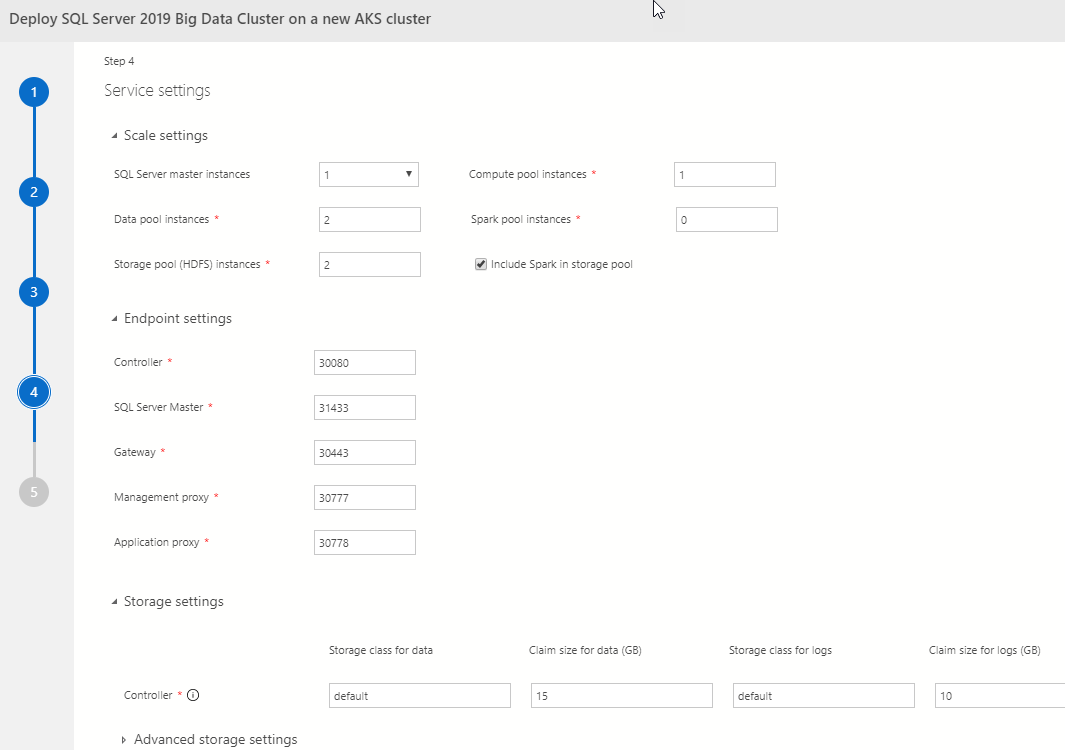 Deploy SQL Server 2019 Big Data Cluster on a new AKS cluster
1
2
3
4
5
Step 4
Service settings
Scale settings
SQL Server master instances 1 Compute pool instances * 1
Data pool instances * 2 Spark pool instances * 0
Storage pool (HDFS) instances * 2 Include Spark in storage pool
Endpoint settings
Controller * 30080
SQL Server Master * 31433
Gateway * 30443
Management proxy * 30777
Application proxy * 30778
Storage settings
Storage class for data Claim size for data (GB) Storage class for logs Claim size for logs (GB)
Controller * default 15 default 10
Advanced storage settings